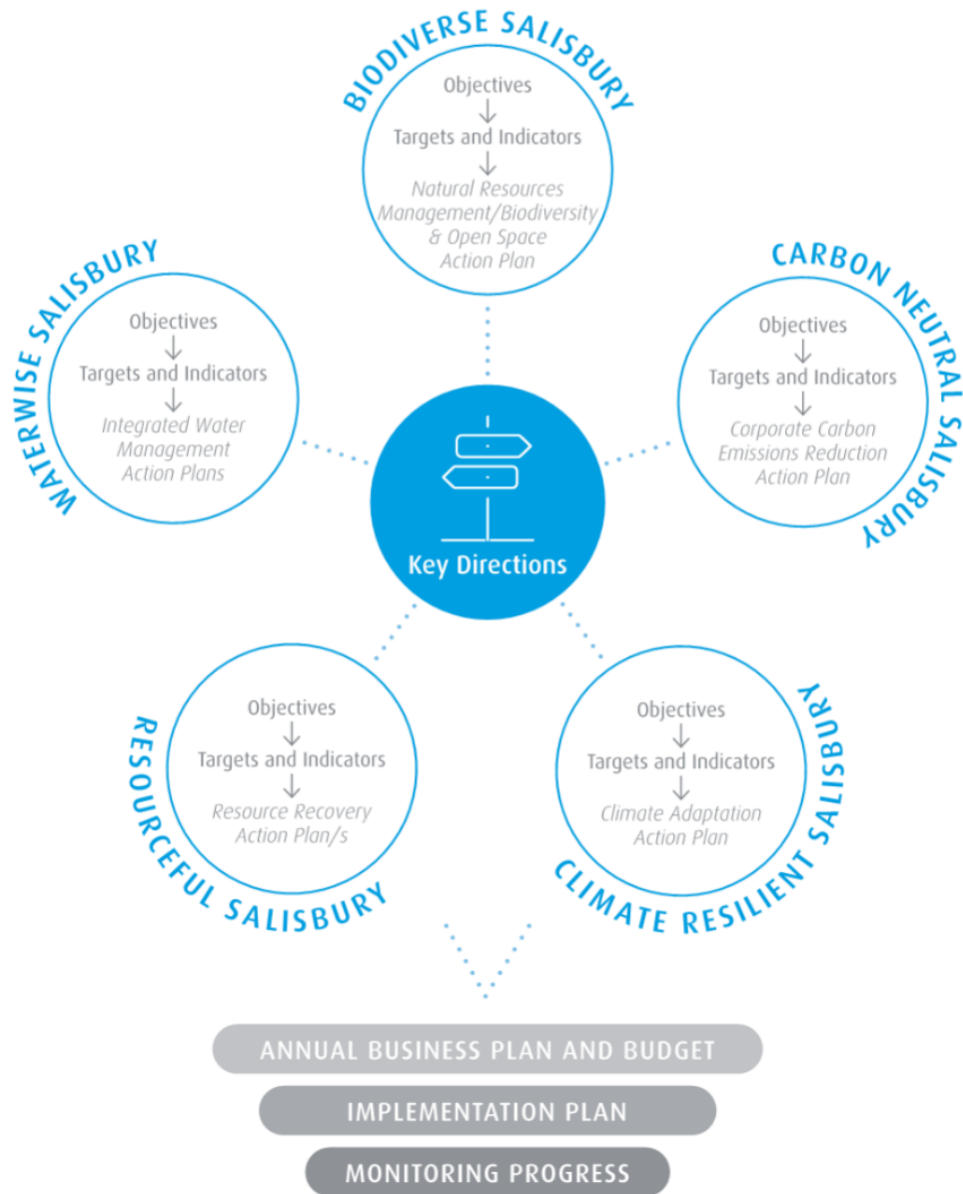 BIODIVERSE SALISBURY
Objectives
Targets and Indicators
Natural Resources
Management/Biodiversity
& Open Space
Action Plan
WATERWISE SALISBURY
Objectives
Targets and Indicators
Integrated Water
Management
Action Plans
CARBON NEUTRAL SALISBURY
Objectives
Targets and Indicators
Corporate Carbon
Emissions Reduction
Action Plan
Key Directions
RESOURCEFUL SALISBURY
Objectives
Targets and Indicators
Resource Recovery
Action Plan/s
CLIMATE RESILIENT SALISBURY
Objectives
Targets and Indicators
Climate Adaptation
Action Plan
ANNUAL BUSINESS PLAN AND BUDGET
IMPLEMENTATION PLAN
MONITORING PROGRESS